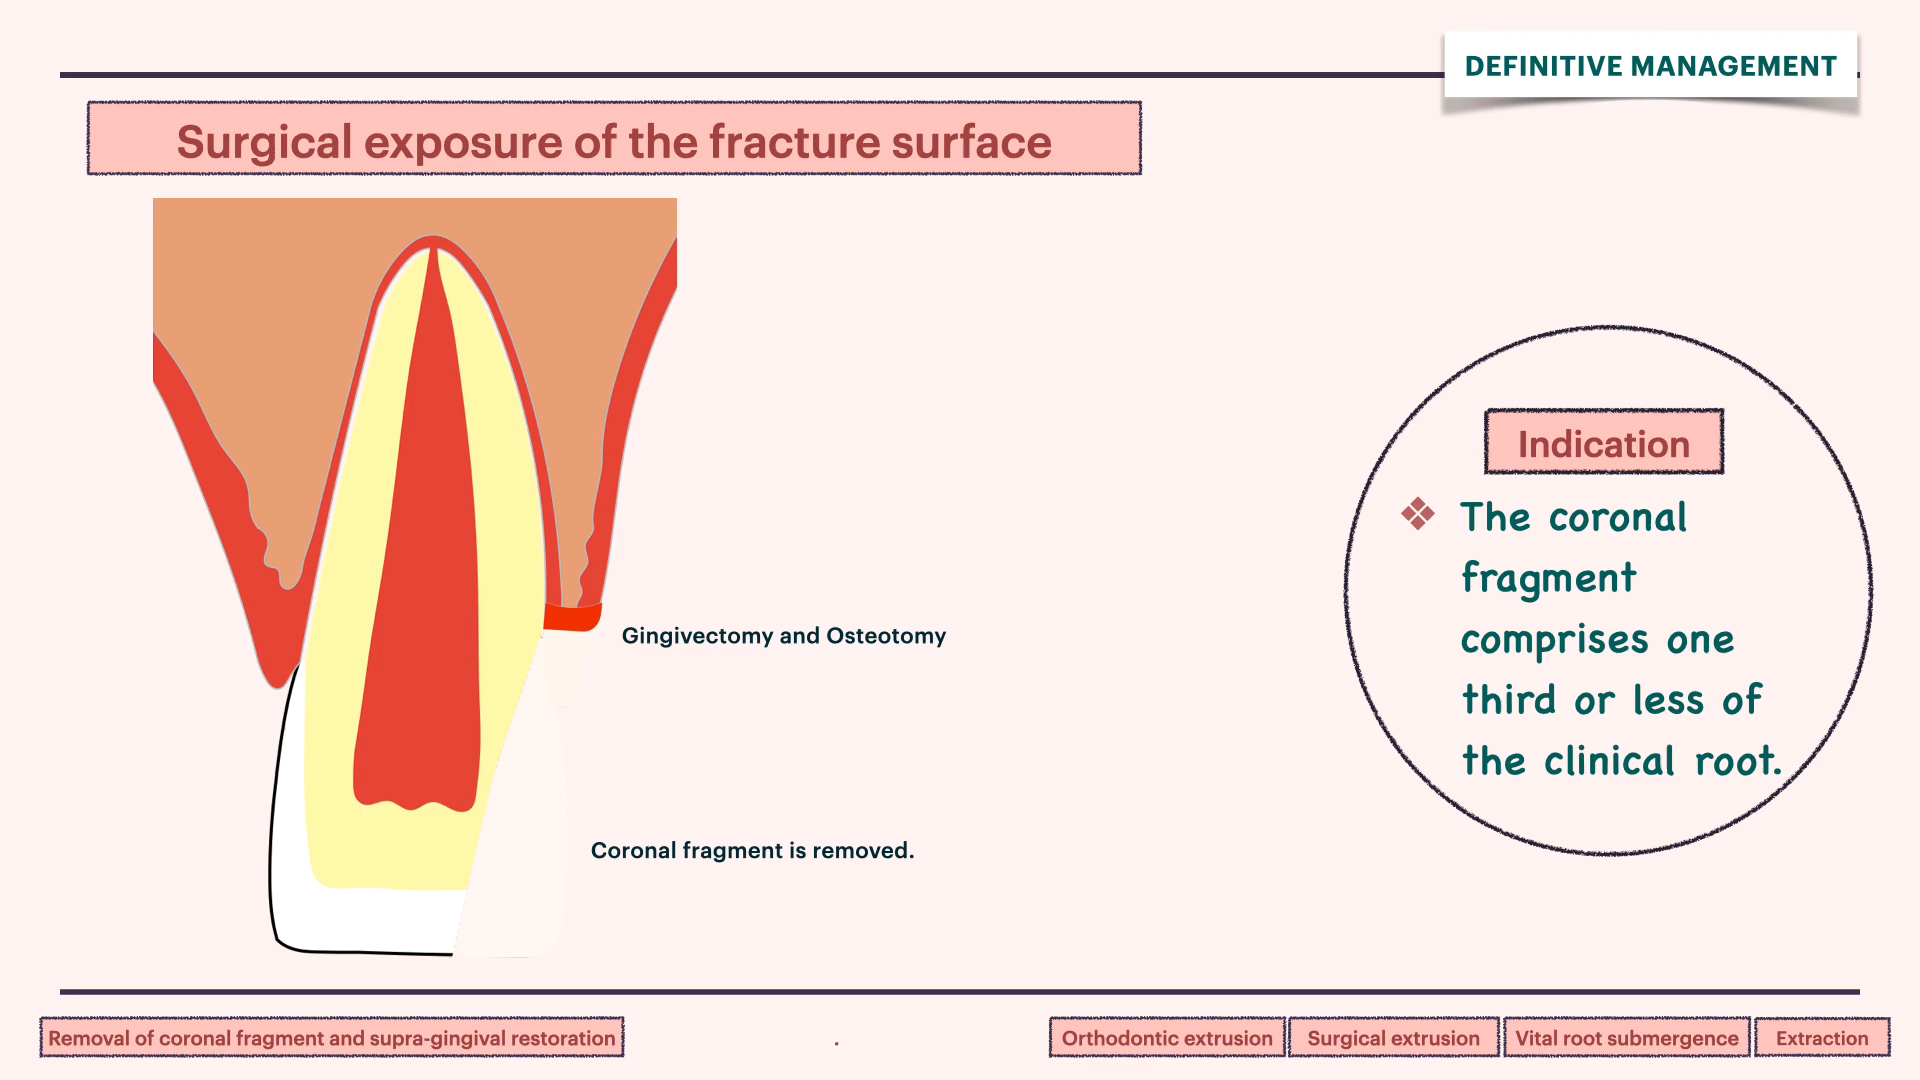 DEFINITIVE MANAGEMENT
Surgical exposure of the fracture surface
Gingivectomy and Osteotomy
Coronal fragment is removed.
Indication
❖ The coronal
fragment
comprises one
third or less of
the clinical root.
Removal of coronal fragment and supra-gingival restoration
.
Orthodontic extrusion
Surgical extrusion
Vital root submergence
Extraction